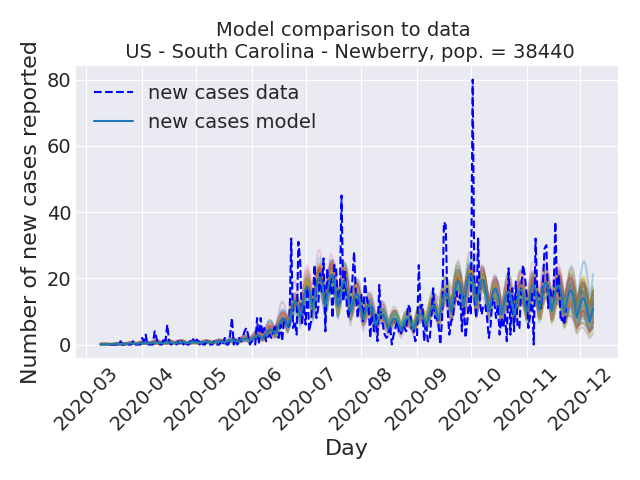 Model comparison to data
US - South Carolina - Newberry, pop. = 38440
Number of new cases reported
80
60
40
20
0
new cases data
new cases model
2020-03
2020-04
2020-05
2020-06
2020-07
2020-08
2020-09
2020-10
2020-11
2020-12
Day